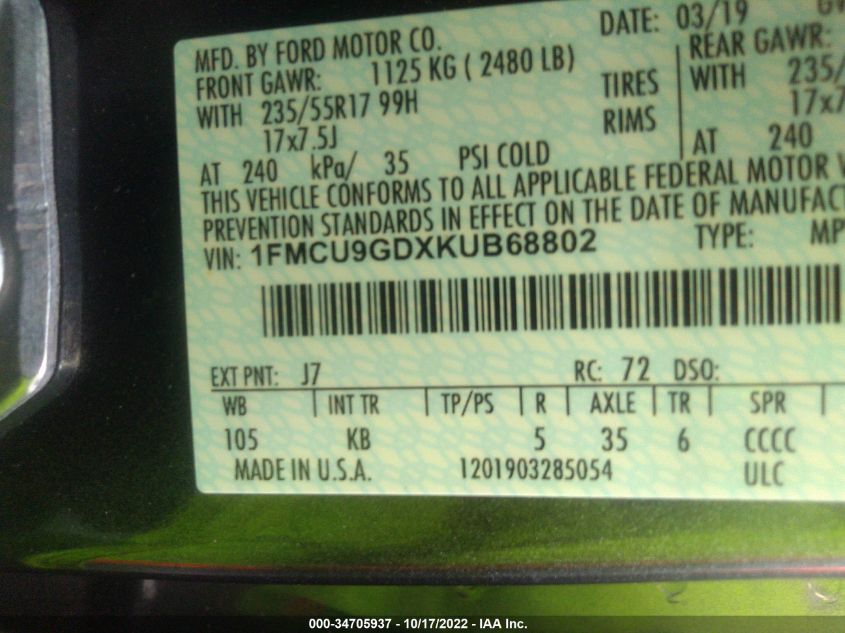 MFD. BY FORD MOTOR CO.
DATE: 03/19
FRONT GAWR: 1125 KG ( 2480 LB)
REAR GAWR:
WITH 235/55R17 99H TIRES WITH 235/
17x7.5J RIMS
AT 240 kPa/ 35 PSI COLD AT 240
THIS VEHICLE CONFORMS TO ALL APPLICABLE FEDERAL MOTOR
PREVENTION STANDARDS IN EFFECT ON THE DATE OF
VIN: 1FMCU9GDXKUB68802 TYPE:
EXT PNT: J7 RC: 72 DSO:
WB INT TR TP/PS R AXLE TR SPR
105 KB 5 35 6 CCCC
MADE IN U.S.A. 1201903285054 ULC
000-34705937 - 10/17/2022 - IAA Inc.